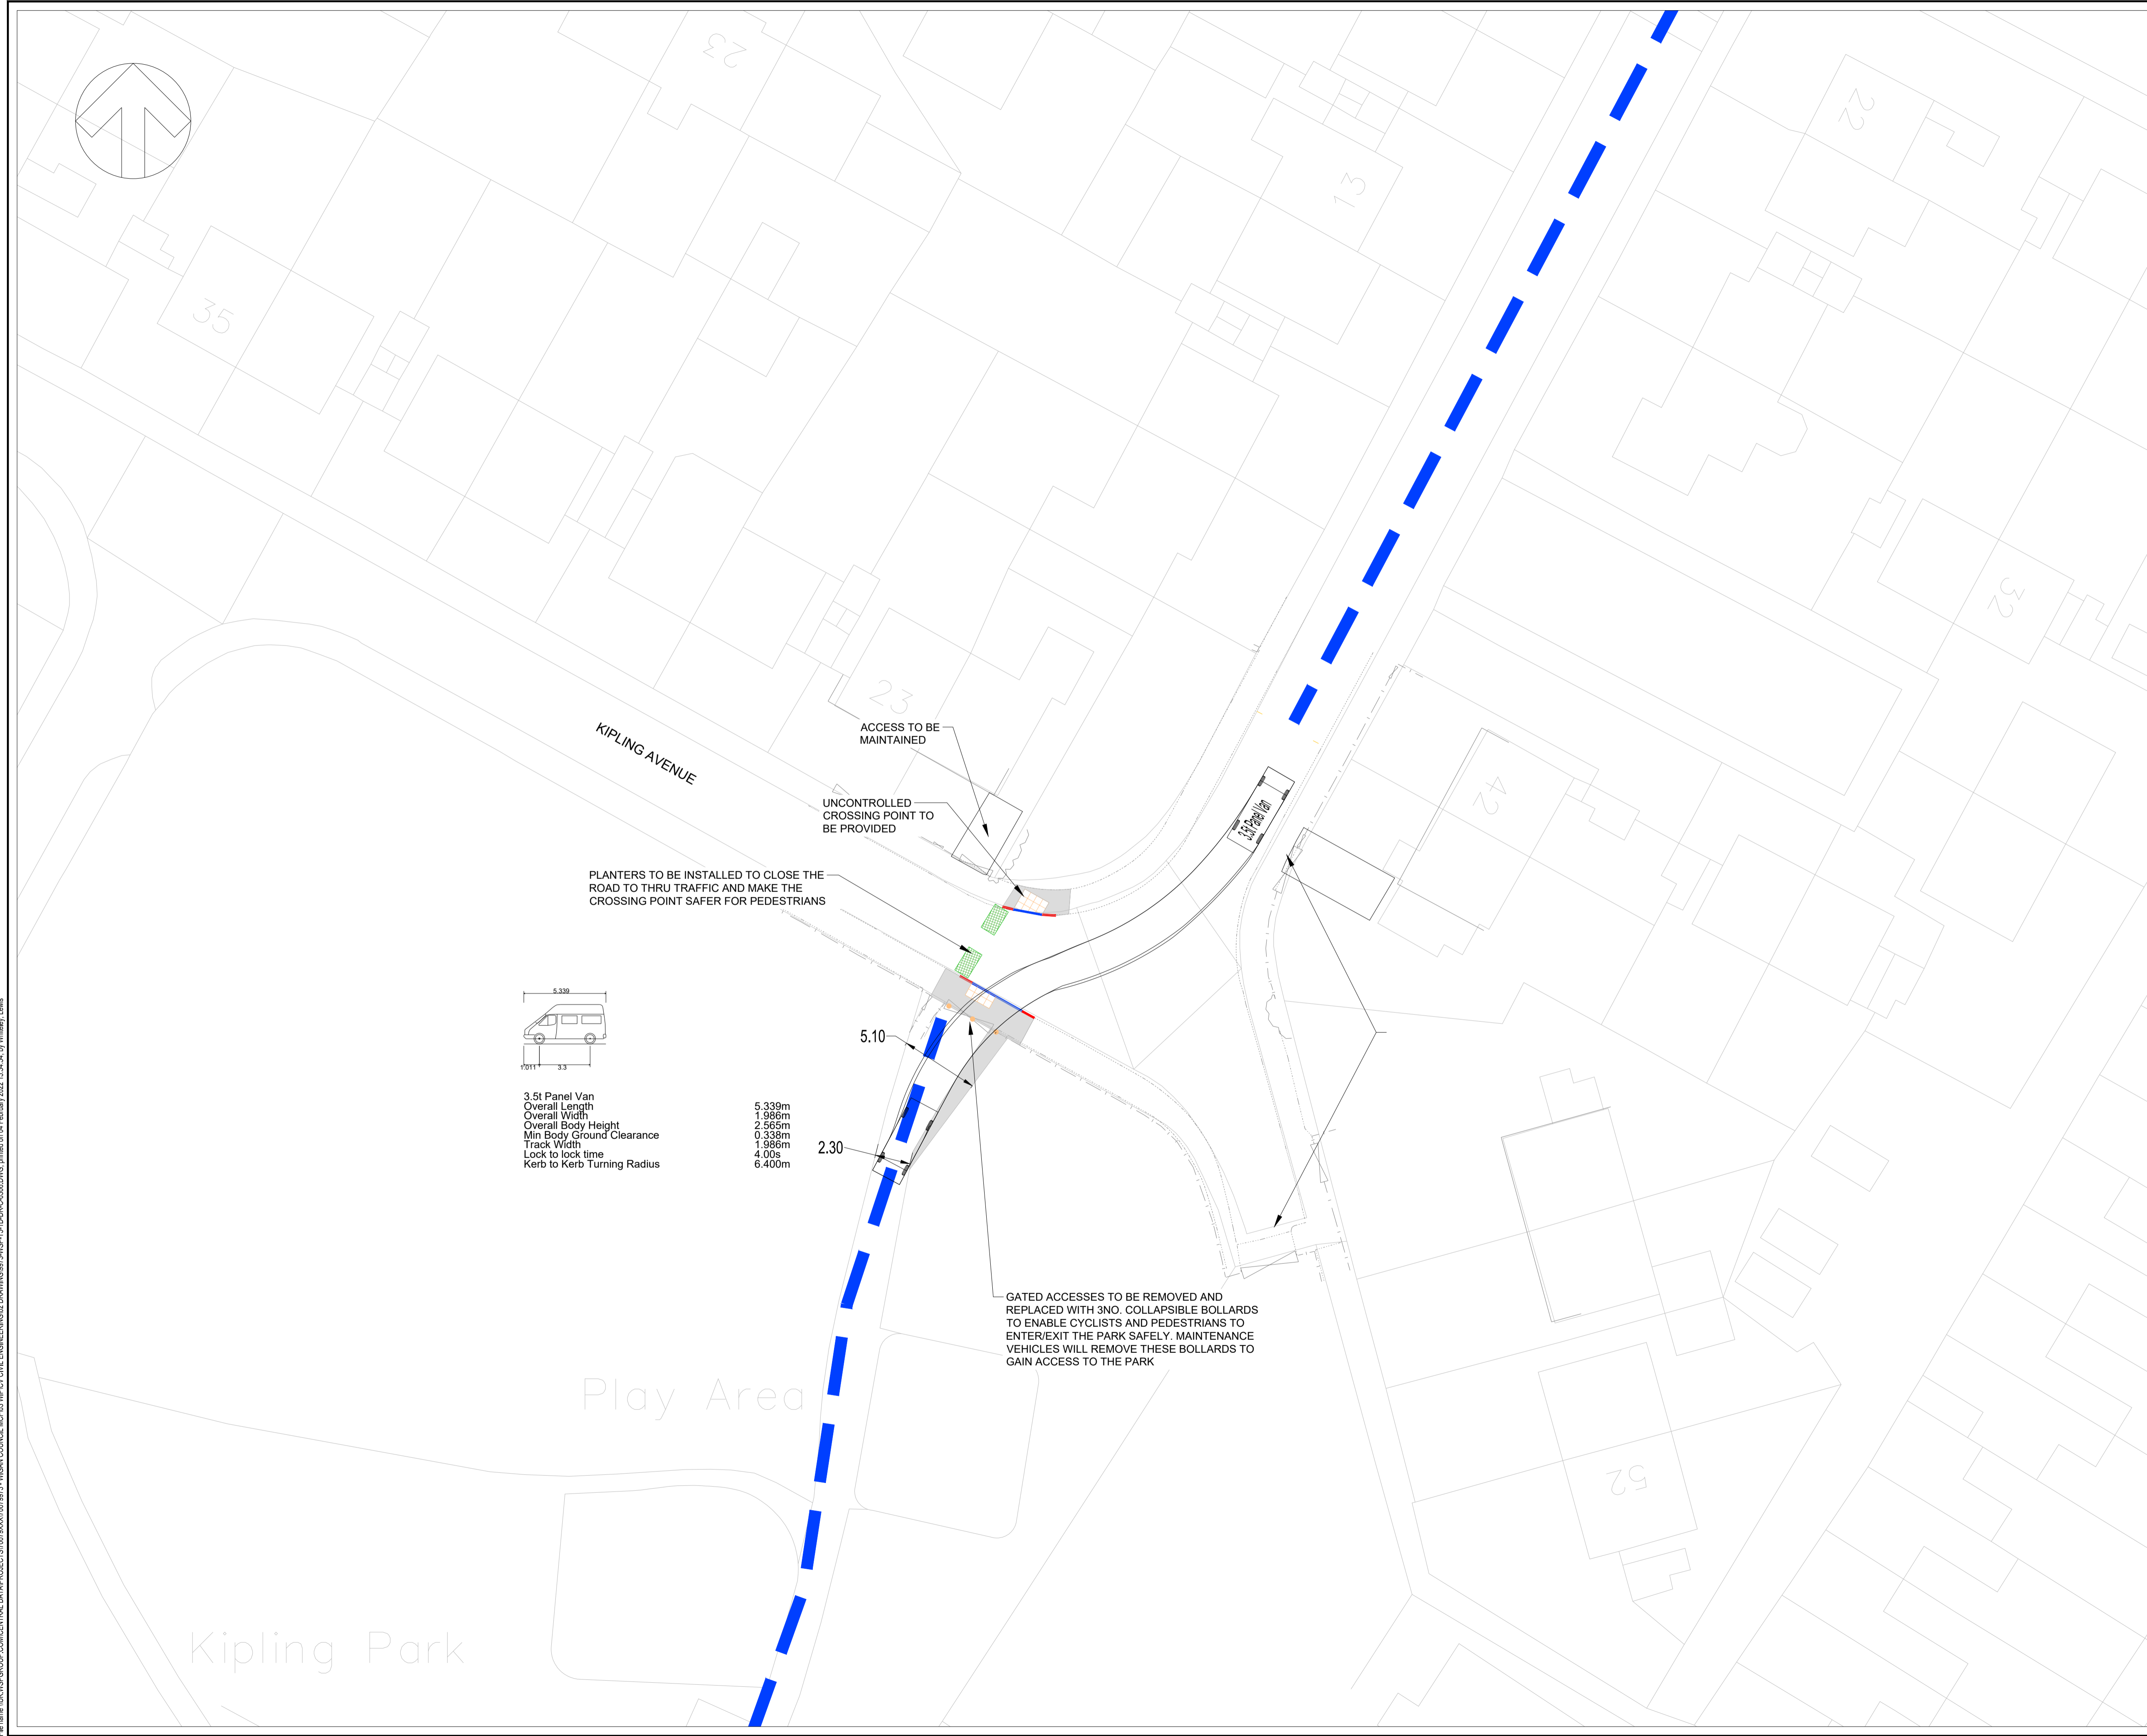 23
13
22
35
32
23
KIPLING AVENUE
ACCESS TO BE
MAINTAINED
42
UNCONTROLLED
CROSSING POINT TO
BE PROVIDED
3.5t Panel Van
PLANTERS TO BE INSTALLED TO CLOSE THE
ROAD TO THRU TRAFFIC AND MAKE THE
CROSSING POINT SAFER FOR PEDESTRIANS
5.339
1.011
3.3
5.10
2.30
3.5t Panel Van
Overall Length 5.339m
Overall Width 1.986m
Overall Body Height 2.565m
Min Body Ground Clearance 0.338m
Track Width 1.986m
Lock to lock time 4.00s
Kerb to Kerb Turning Radius 6.400m
GATED ACCESSES TO BE REMOVED AND
REPLACED WITH 3NO. COLLAPSIBLE BOLLARDS
TO ENABLE CYCLISTS AND PEDESTRIANS TO
ENTER/EXIT THE PARK SAFELY. MAINTENANCE
VEHICLES WILL REMOVE THESE BOLLARDS TO
GAIN ACCESS TO THE PARK
Play Area
52
Kipling Park